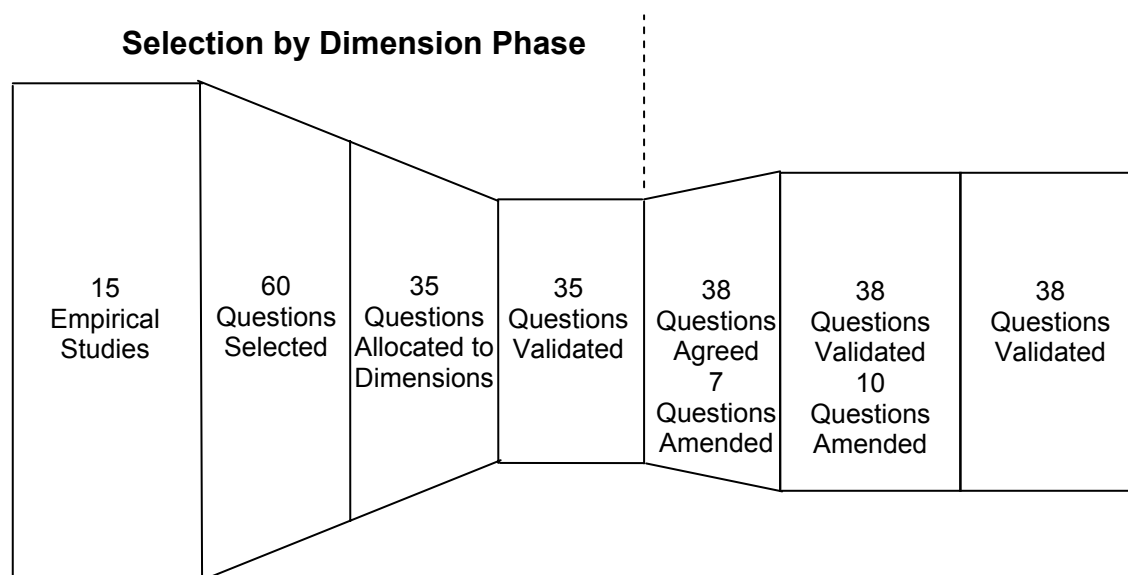 Selection by Dimension Phase
15
Empirical
Studies
60
Questions
Selected
35
Questions
Allocated to
Dimensions
35
Questions
Validated
38
Questions
Agreed
7
Questions
Amended
38
Questions
Validated
10
Questions
Amended
38
Questions
Validated